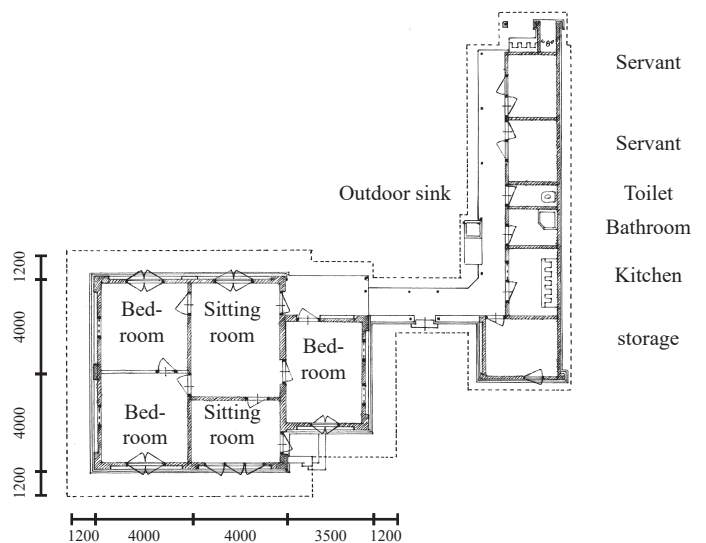 Servant
Servant
Outdoor sink
Toilet
Bathroom
Kitchen
storage
Bed-
room
Sitting
room
Bed-
room
Bed-
room
Sitting
room
1200
4000
4000
1200
1200
4000
4000
3500
1200